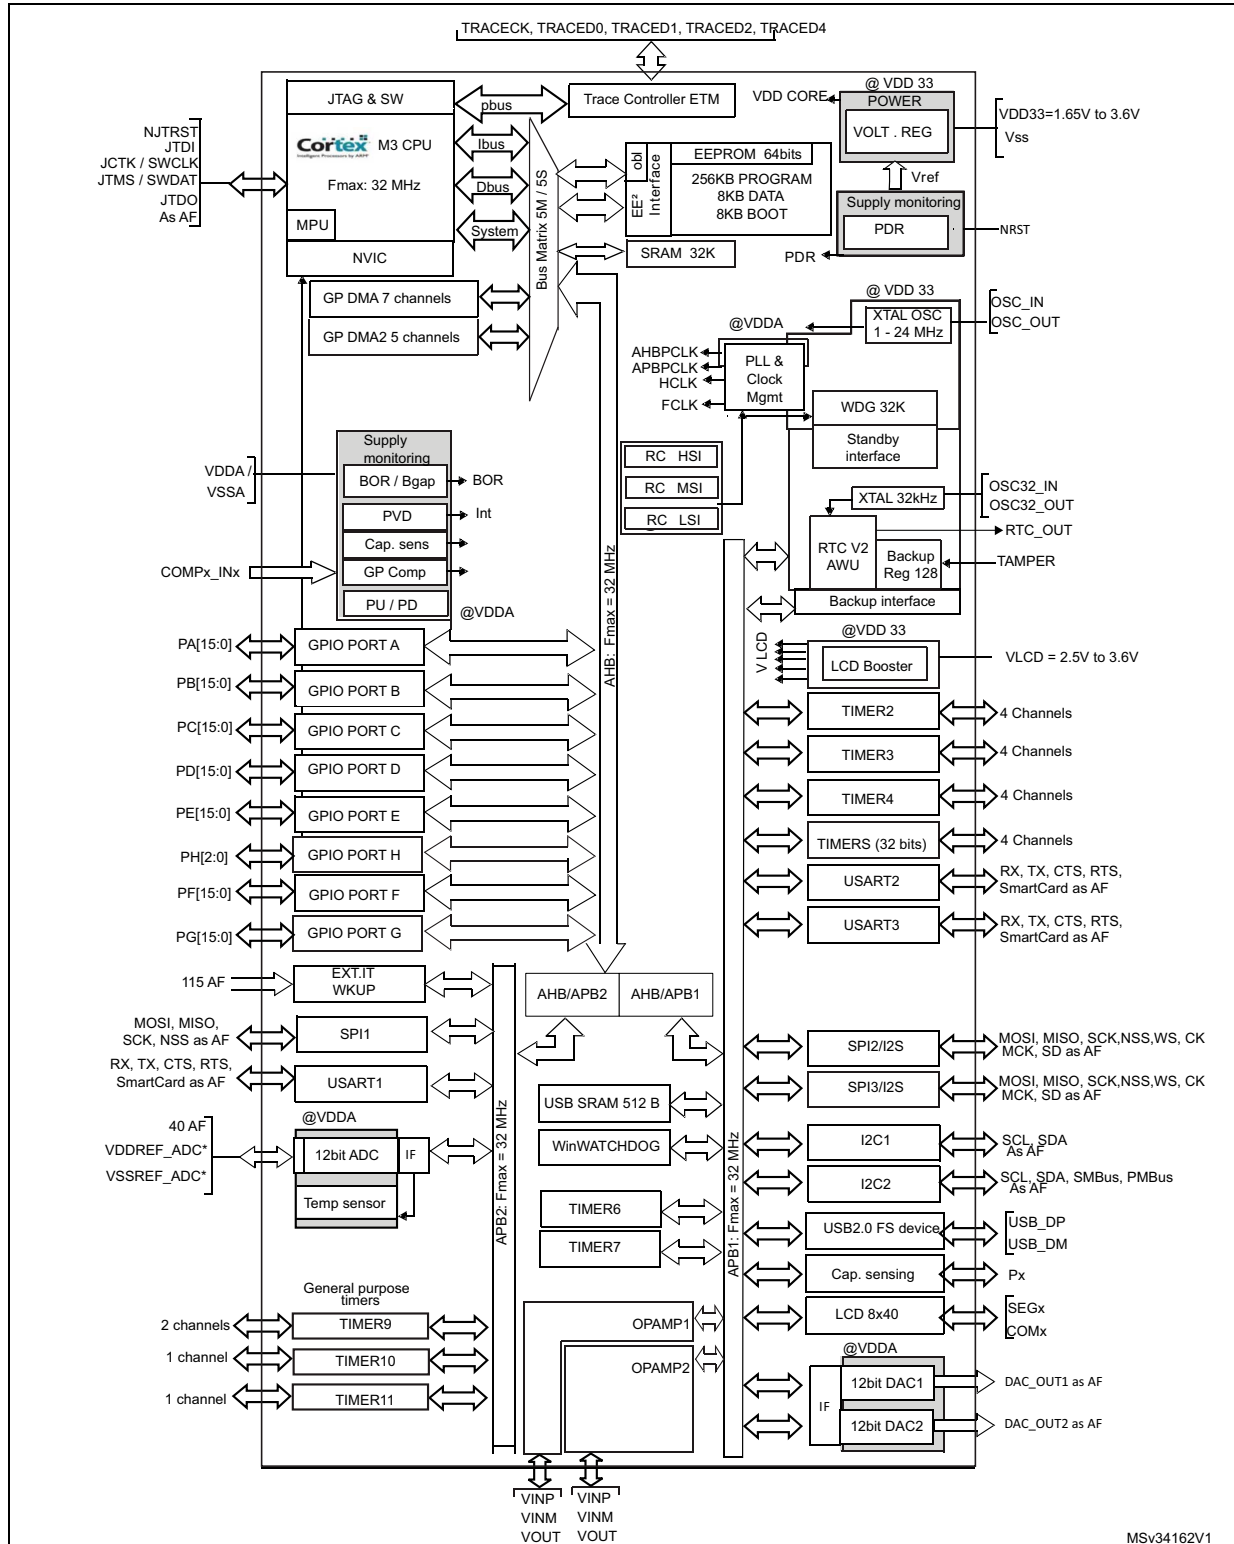 TRACECK, TRACED0, TRACED1, TRACED2, TRACED4
JTAG & SW
pbus
Trace Controller ETM
NJTRST
JTDI
JCTK / SWCLK
JTMS / SWDAT
JTDO
As AF
Cortex
M3 CPU
Fmax: 32 MHz
MPU
NVIC
Ibus
Dbus
System
Bus Matrix 5M / 5S
GP DMA 7 channels
GP DMA2 5 channels
EE² Interface
obl
EEPROM 64bits
256KB PROGRAM
8KB DATA
8KB BOOT
SRAM 32K
@ VDD 33
VDD CORE
POWER
VOLT . REG
VDD33=1.65V to 3.6V
Vss
Vref
Supply monitoring
PDR
PDR
NRST
@ VDD 33
@VDDA
XTAL OSC
1 - 24 MHz
OSC_IN
OSC_OUT
AHBPCLK
APBPCLK
HCLK
FCLK
PLL &
Clock
Mgmt
WDG 32K
Standby
interface
RC HSI
RC MSI
RC LSI
XTAL 32kHz
OSC32_IN
OSC32_OUT
RTC_OUT
RTC V2
AWU
Backup
Reg 128
TAMPER
Backup interface
Supply
monitoring
VDDA /
VSSA
BOR / Bgap
BOR
PVD
Int
Cap. sens
COMPx_INx
GP Comp
PU / PD
@VDDA
AHB: Fmax = 32 MHz
@VDD 33
V LCD
LCD Booster
VLCD = 2.5V to 3.6V
PA[15:0]
GPIO PORT A
PB[15:0]
GPIO PORT B
PC[15:0]
GPIO PORT C
PD[15:0]
GPIO PORT D
PE[15:0]
GPIO PORT E
PH[2:0]
GPIO PORT H
PF[15:0]
GPIO PORT F
PG[15:0]
GPIO PORT G
TIMER2
4 Channels
TIMER3
4 Channels
TIMER4
4 Channels
TIMERS (32 bits)
4 Channels
USART2
RX, TX, CTS, RTS,
SmartCard as AF
USART3
RX, TX, CTS, RTS,
SmartCard as AF
115 AF
EXT.IT
WKUP
AHB/APB2
AHB/APB1
MOSI, MISO,
SCK, NSS as AF
SPI1
RX, TX, CTS, RTS,
SmartCard as AF
USART1
@VDDA
40 AF
VDDREF_ADC*
VSSREF_ADC*
12bit ADC
IF
Temp sensor
APB2: Fmax = 32 MHz
USB SRAM 512 B
WinWATCHDOG
TIMER6
TIMER7
APB1: Fmax = 32 MHz
SPI2/I2S
MOSI, MISO, SCK,NSS,WS, CK
MCK, SD as AF
SPI3/I2S
MOSI, MISO, SCK,NSS,WS, CK
MCK, SD as AF
I2C1
SCL, SDA
As AF
I2C2
SCL, SDA, SMBus, PMBus
As AF
USB2.0 FS device
USB_DP
USB_DM
Cap. sensing
Px
LCD 8x40
SEGx
COMx
General purpose
timers
2 channels
TIMER9
1 channel
TIMER10
1 channel
TIMER11
OPAMP1
OPAMP2
@VDDA
IF
12bit DAC1
DAC_OUT1 as AF
12bit DAC2
DAC_OUT2 as AF
VINP
VINM
VOUT
VINP
VINM
VOUT
MSv34162V1